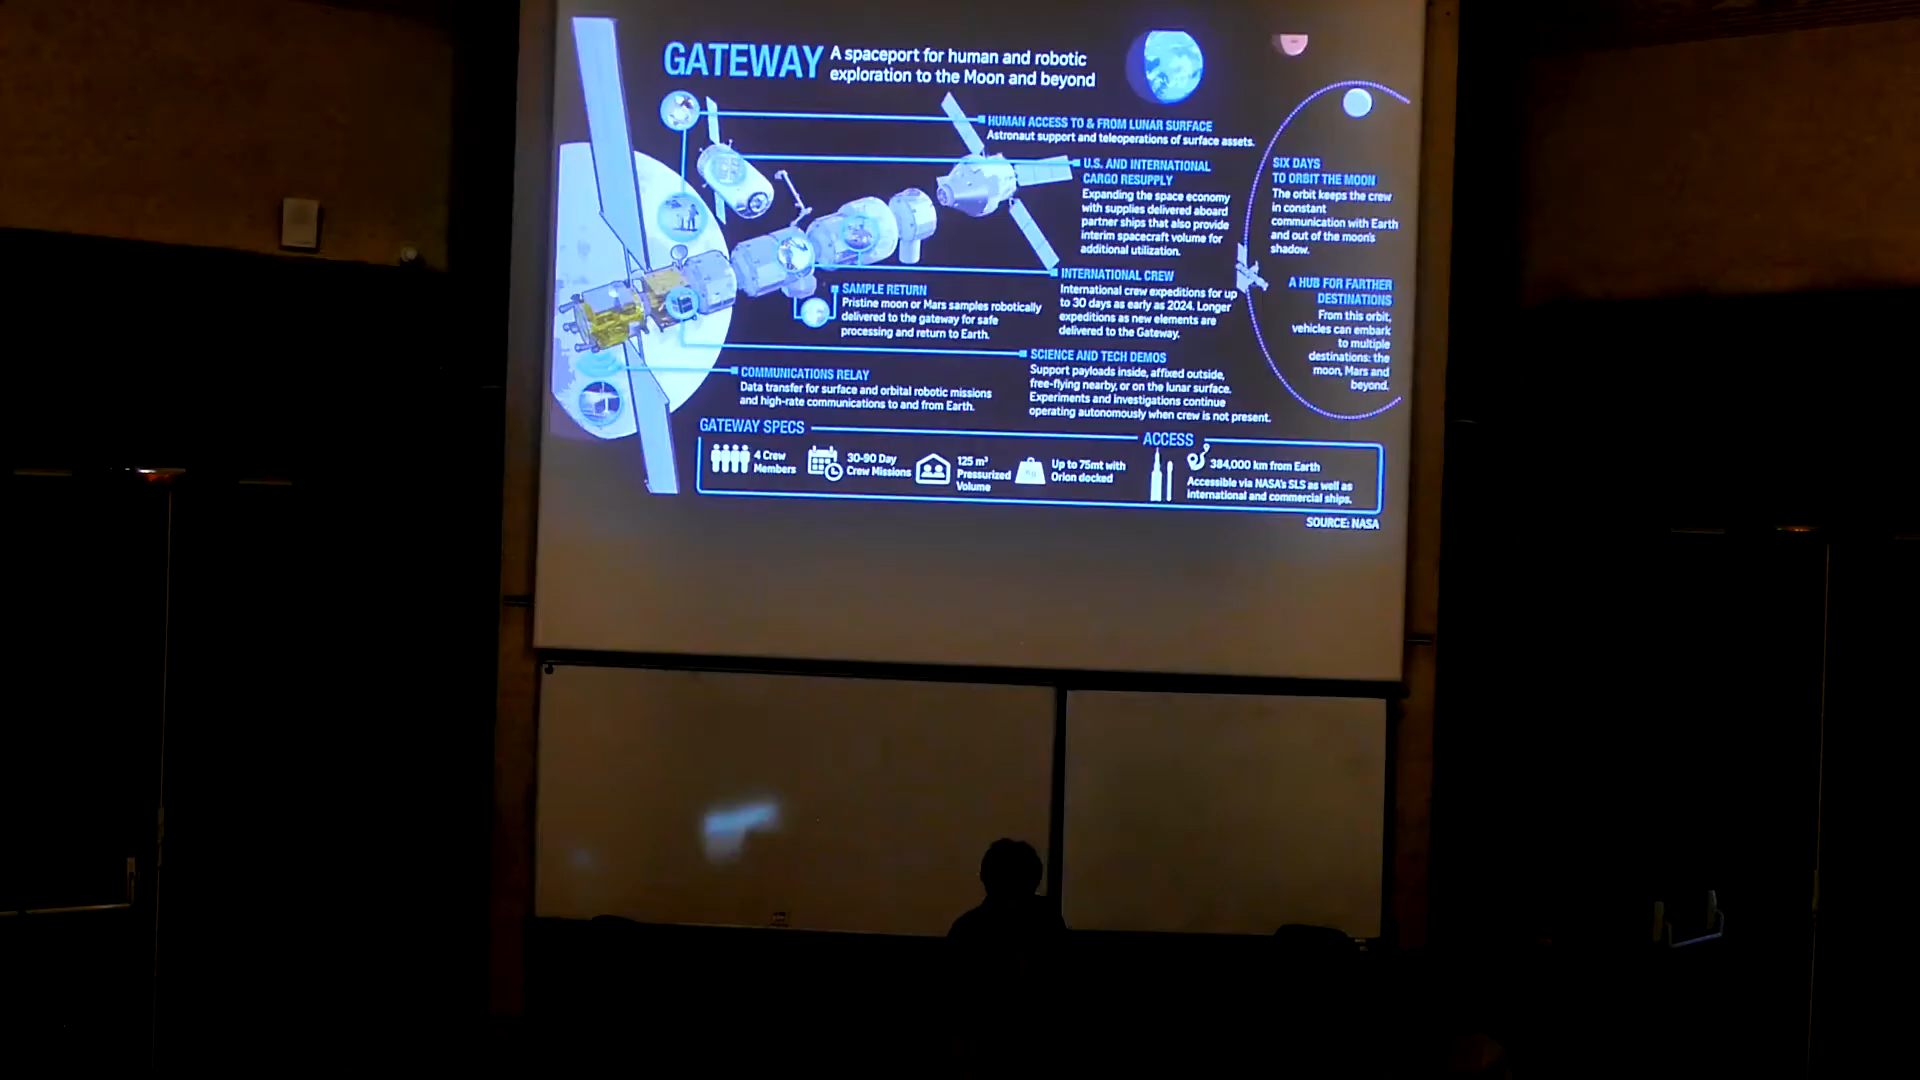 GATEWAY
A spaceport for human and robotic
exploration to the Moon and beyond
HUMAN ACCESS TO & FROM LUNAR SURFACE
Astronaut support and teleoperations of surface assets.
U.S. AND INTERNATIONAL
CARGO RESUPPLY
Expanding the space economy
with supplies delivered aboard
partner ships that also provide
interim spacecraft volume for
additional utilization.
SIX DAYS
TO ORBIT THE MOON
The orbit keeps the crew
in constant
communication with Earth
and out of the moon's
shadow.
INTERNATIONAL CREW
International crew expeditions for up
to 30 days as early as 2024. Longer
expeditions as new elements are
delivered to the Gateway.
A HUB FOR FARTHER
DESTINATIONS
From this orbit,
vehicles can embark
to multiple
destinations: the
moon, Mars and
beyond.
SAMPLE RETURN
Pristine moon or Mars samples robotically
delivered to the gateway for safe
processing and return to Earth.
SCIENCE AND TECH DEMOS
Support payloads inside, affixed outside,
free-flying nearby, or on the lunar surface.
Experiments and investigations continue
operating autonomously when crew is not present.
COMMUNICATIONS RELAY
Data transfer for surface and orbital robotic missions
and high-rate communications to and from Earth.
GATEWAY SPECS
4 Crew
Members
30-90 Day
Crew Missions
125 m³
Pressurized
Volume
Up to 75mt with
Orion docked
ACCESS
384,000 km from Earth
Accessible via NASA's SLS as well as
international and commercial ships.
SOURCE: NASA